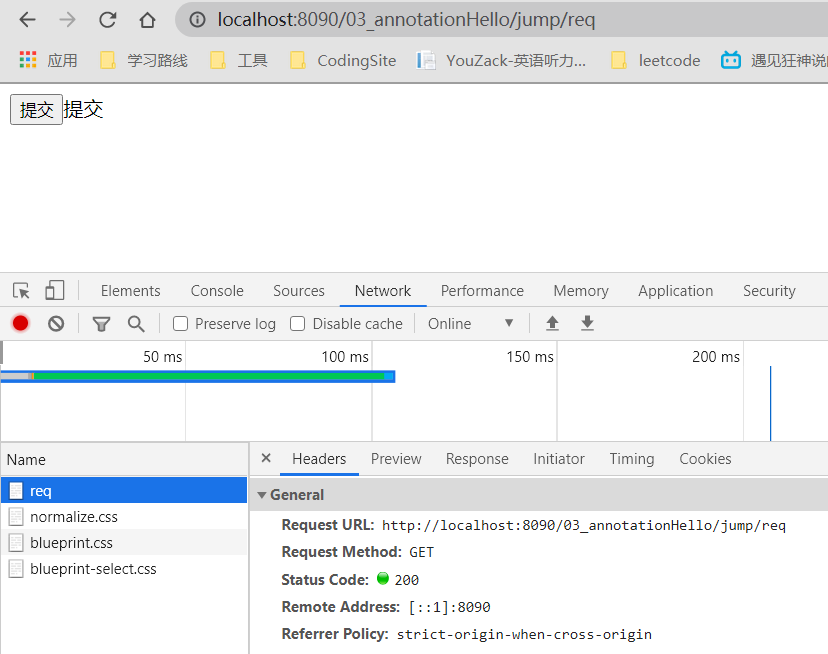 localhost:8090/03_annotationHello/jump/req
应用 学习路线 工具 CodingSite YouZack-英语听力... leetcode 遇见狂神说
提交 提交
Elements Console Sources Network Performance Memory Application Security
Preserve log Disable cache Online
50 ms 100 ms 150 ms 200 ms
Name
Headers Preview Response Initiator Timing Cookies
req
normalize.css
blueprint.css
blueprint-select.css
General
Request URL: http://localhost:8090/03_annotationHello/jump/req
Request Method: GET
Status Code: 200
Remote Address: [::1]:8090
Referrer Policy: strict-origin-when-cross-origin